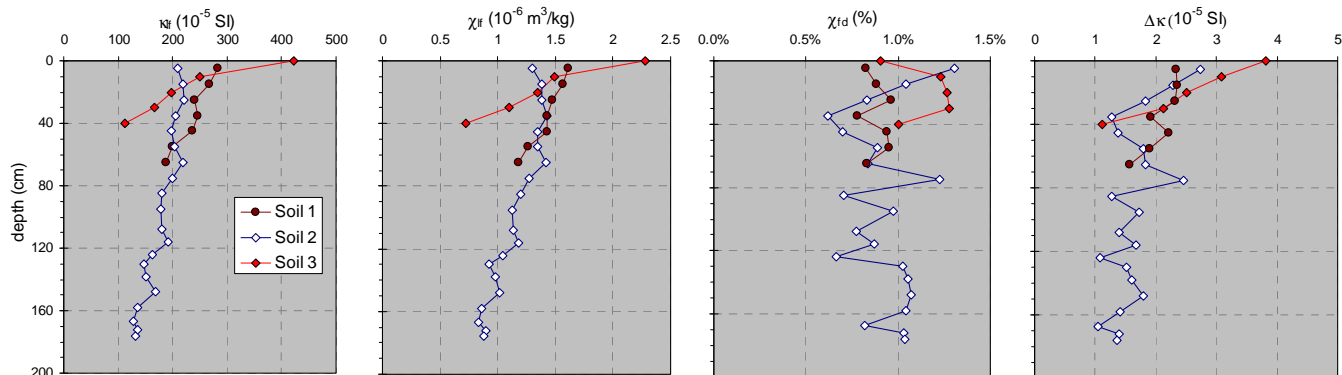 κlf (10-5 SI)
0 100 200 300 400 500
χlf (10-6 m3/kg)
0 0.5 1 1.5 2 2.5
χfd (%)
0.0% 0.5% 1.0% 1.5%
Δκ (10-5 SI)
0 1 2 3 4 5
depth (cm)
0
40
80
120
160
200
Soil 1
Soil 2
Soil 3